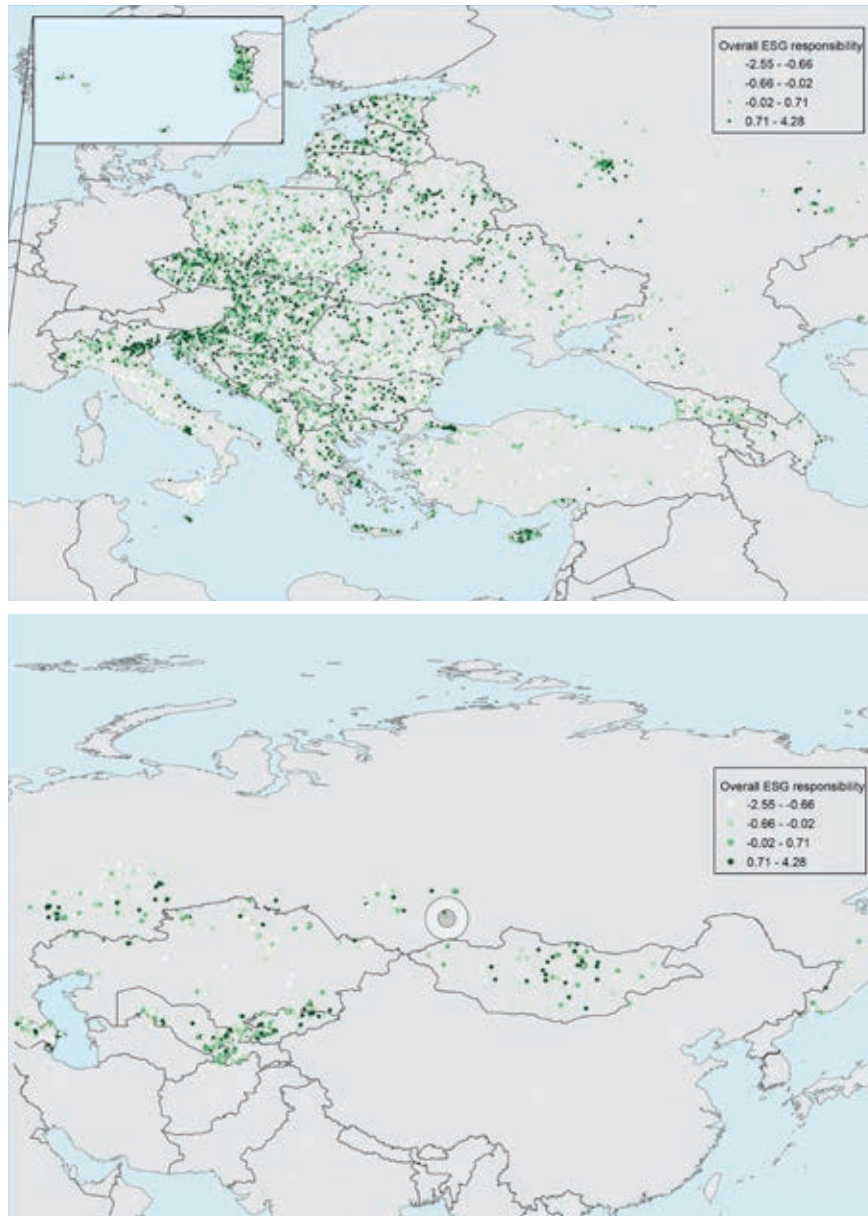 Overall ESG responsibility
-2.55 - -0.66
-0.66 - -0.02
-0.02 - 0.71
0.71 - 4.28
Overall ESG responsibility
-2.55 - -0.66
-0.66 - -0.02
-0.02 - 0.71
0.71 - 4.28